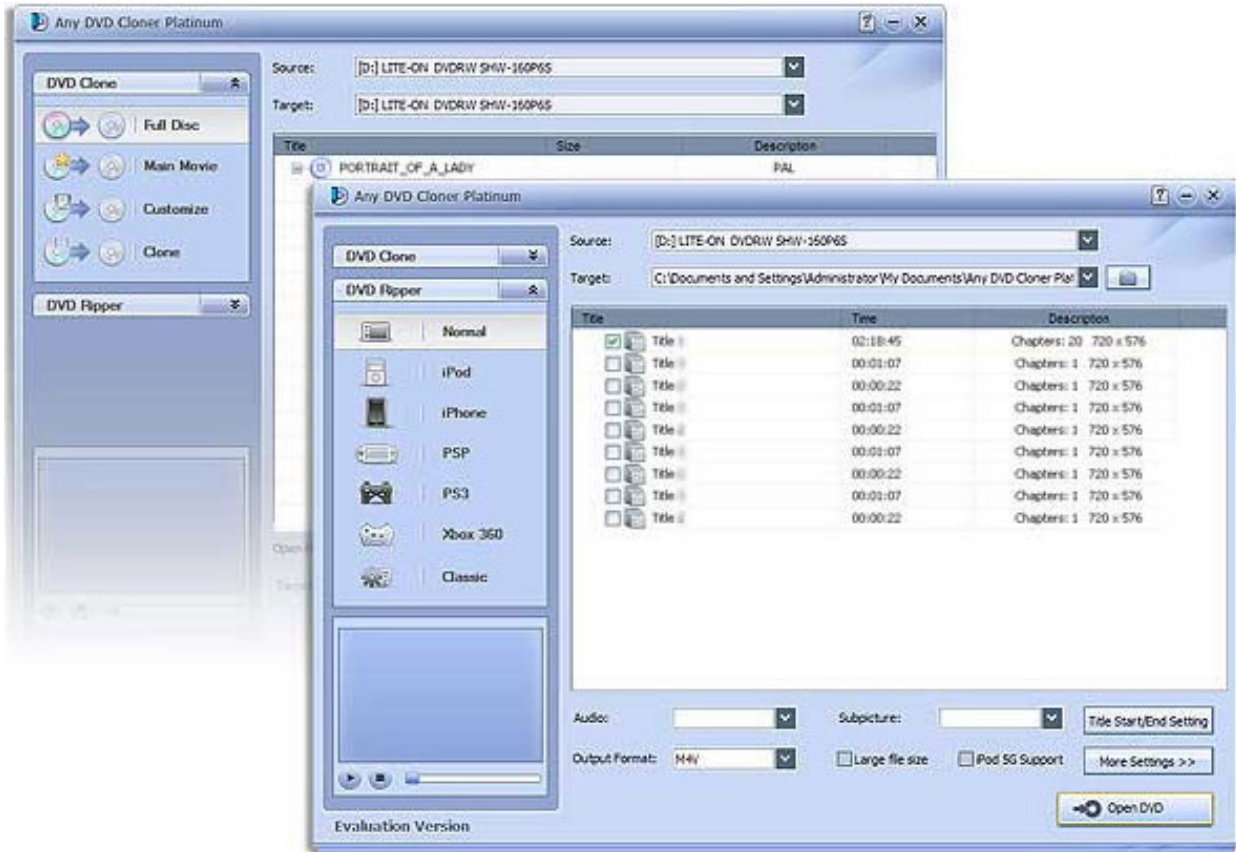 Any DVD Cloner Platinum
DVD Clone
Full Disc
Main Movie
Customize
Clone
DVD Ripper
Source: [D:] LITE-ON DVDRW SHW-160P6S
Target: [D:] LITE-ON DVDRW SHW-160P6S
Title Size Description
PORTRAIT_OF_A_LADY PAL
Any DVD Cloner Platinum
DVD Clone
DVD Ripper
Normal
iPod
iPhone
PSP
PS3
Xbox 360
Classic
Evaluation Version
Source: [D:] LITE-ON DVDRW SHW-160P6S
Target: C:\Documents and Settings\Administrator\My Documents\Any DVD Cloner Plat
Title Time Description
Title 02:18:45 Chapters: 20 720 x 576
Title 00:01:07 Chapters: 1 720 x 576
Title 00:00:22 Chapters: 1 720 x 576
Title 00:01:07 Chapters: 1 720 x 576
Title 00:00:22 Chapters: 1 720 x 576
Title 00:01:07 Chapters: 1 720 x 576
Title 00:00:22 Chapters: 1 720 x 576
Title 00:01:07 Chapters: 1 720 x 576
Title 00:00:22 Chapters: 1 720 x 576
Audio: Subpicture: Title Start/End Setting
Output Format: M4V Large file size iPod 5G Support More Settings >>
Open DVD